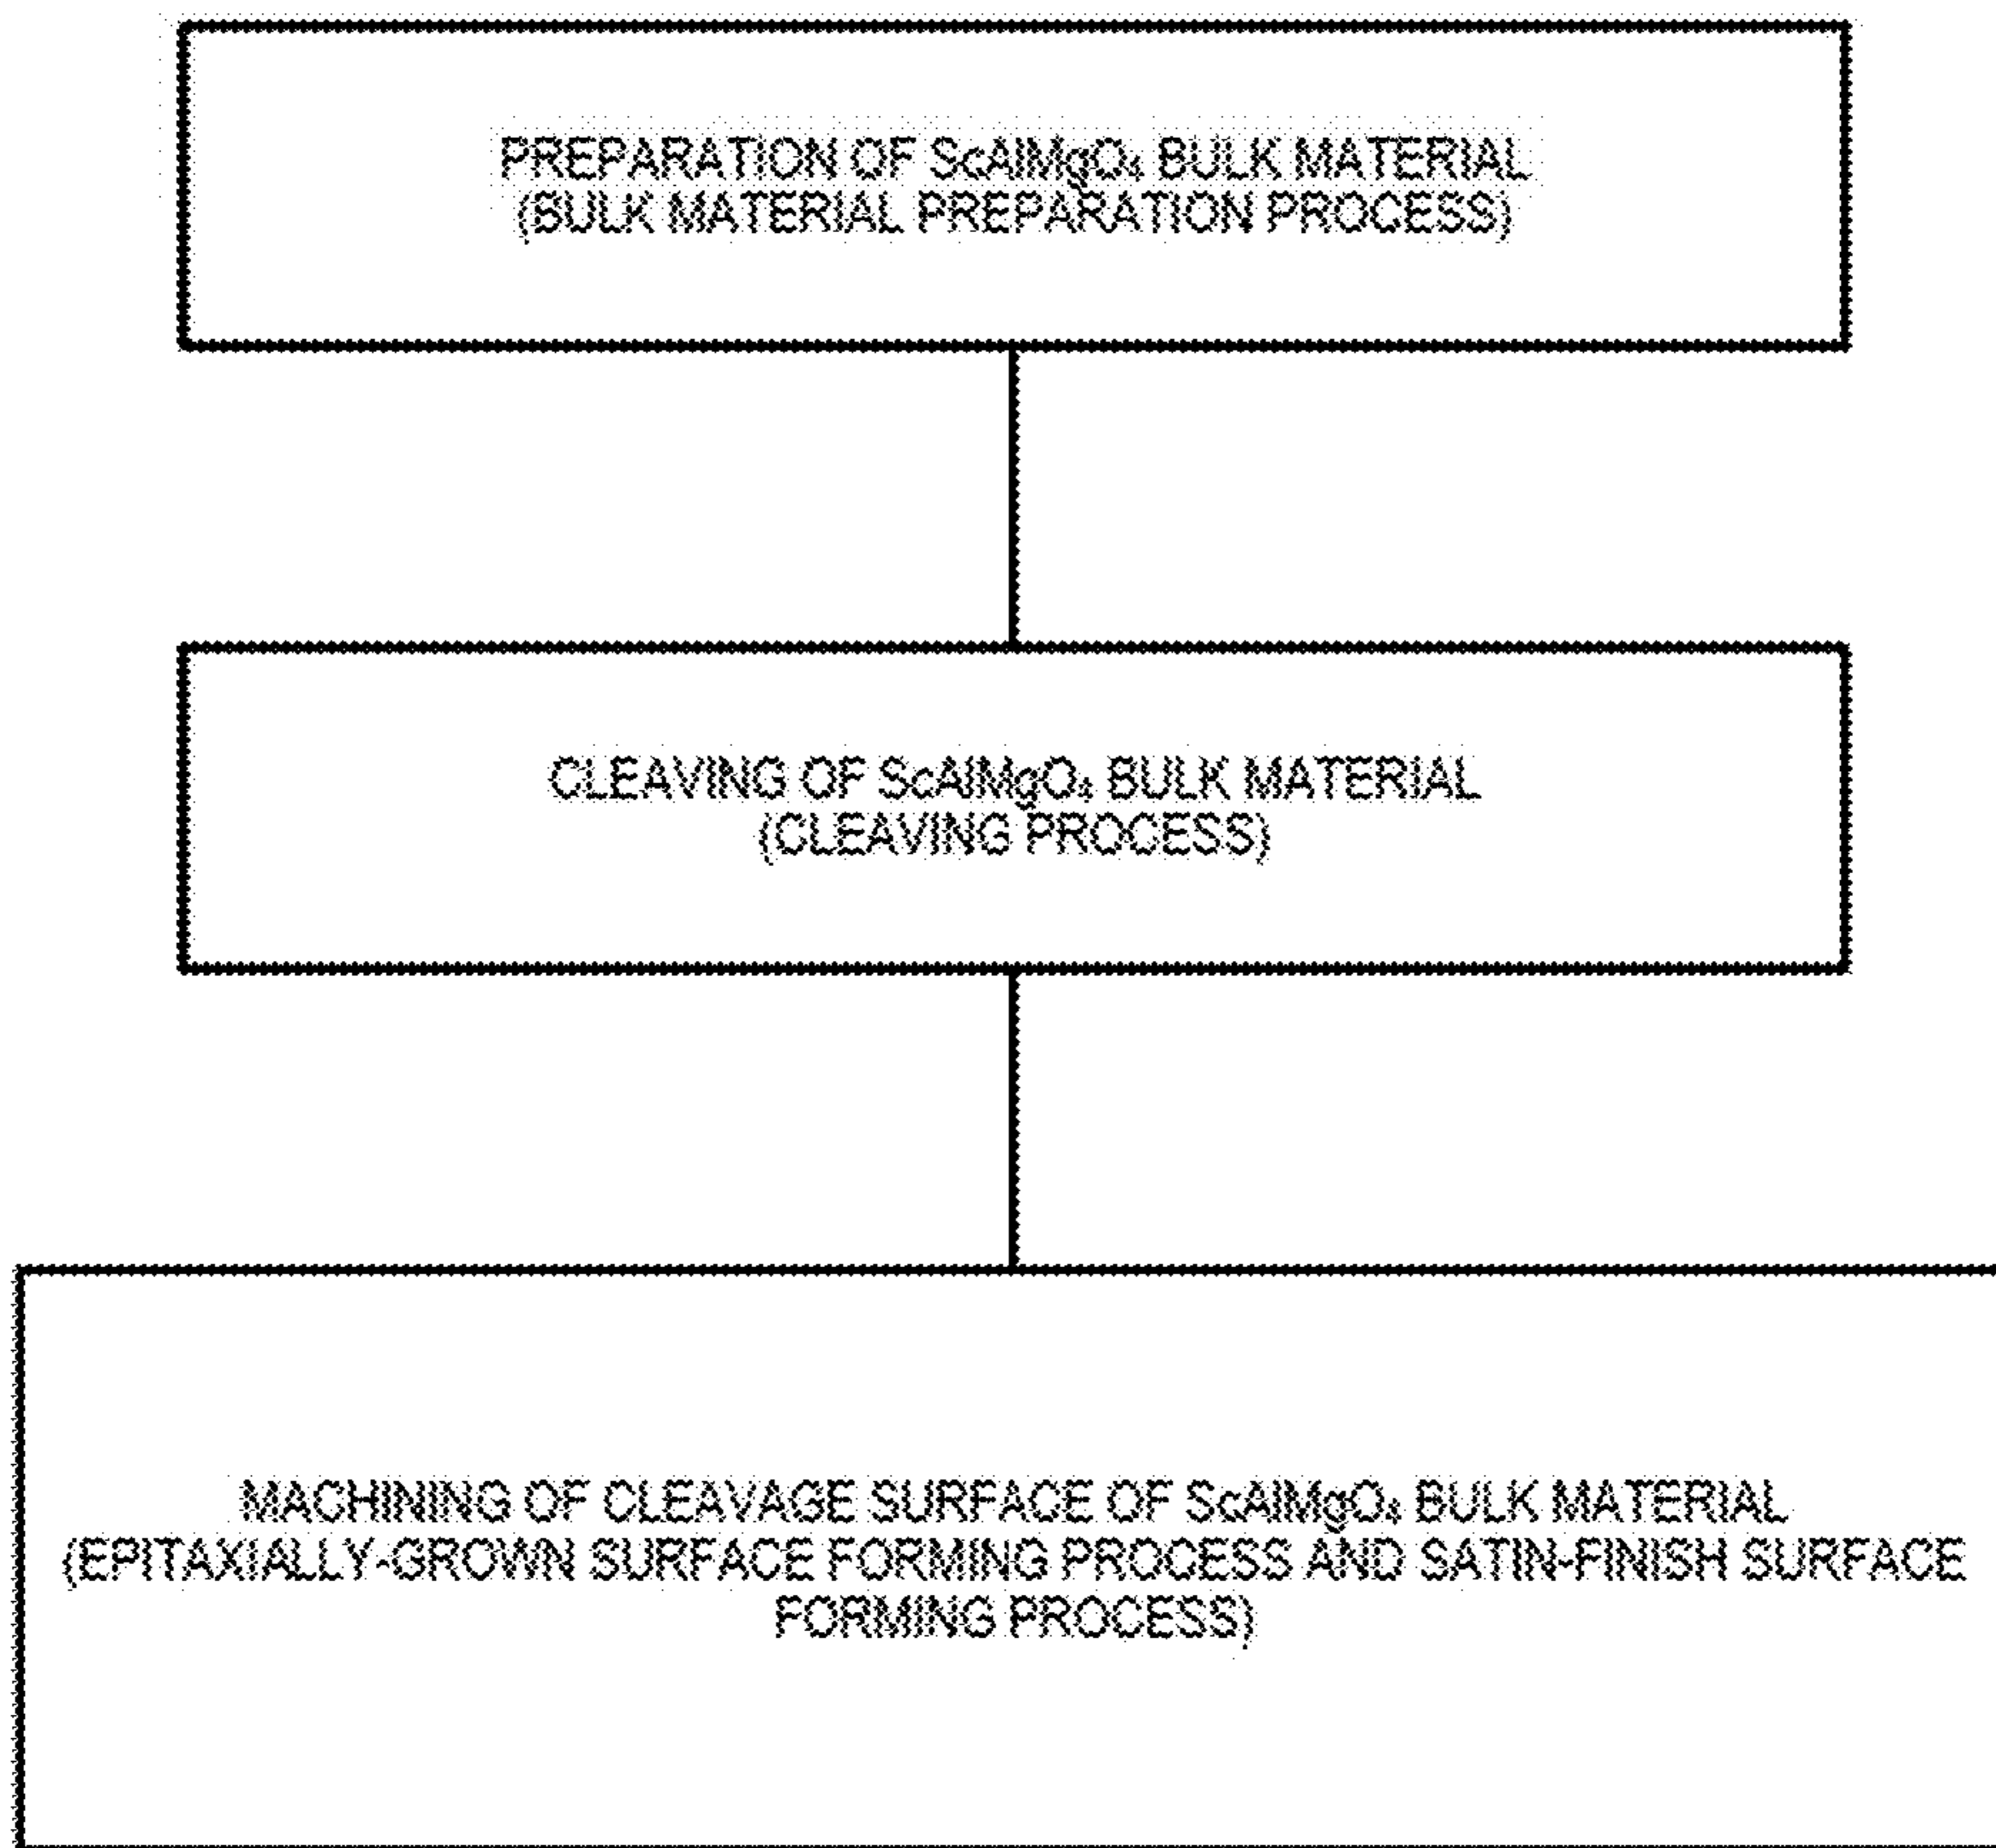 PREPARATION OF ScAlMgO₄ BULK MATERIAL
(BULK MATERIAL PREPARATION PROCESS)
CLEAVING OF ScAlMgO₄ BULK MATERIAL
(CLEAVING PROCESS)
MACHINING OF CLEAVAGE SURFACE OF ScAlMgO₄ BULK MATERIAL
(EPITAXIALLY-GROWN SURFACE FORMING PROCESS AND SATIN-FINISH SURFACE
FORMING PROCESS)